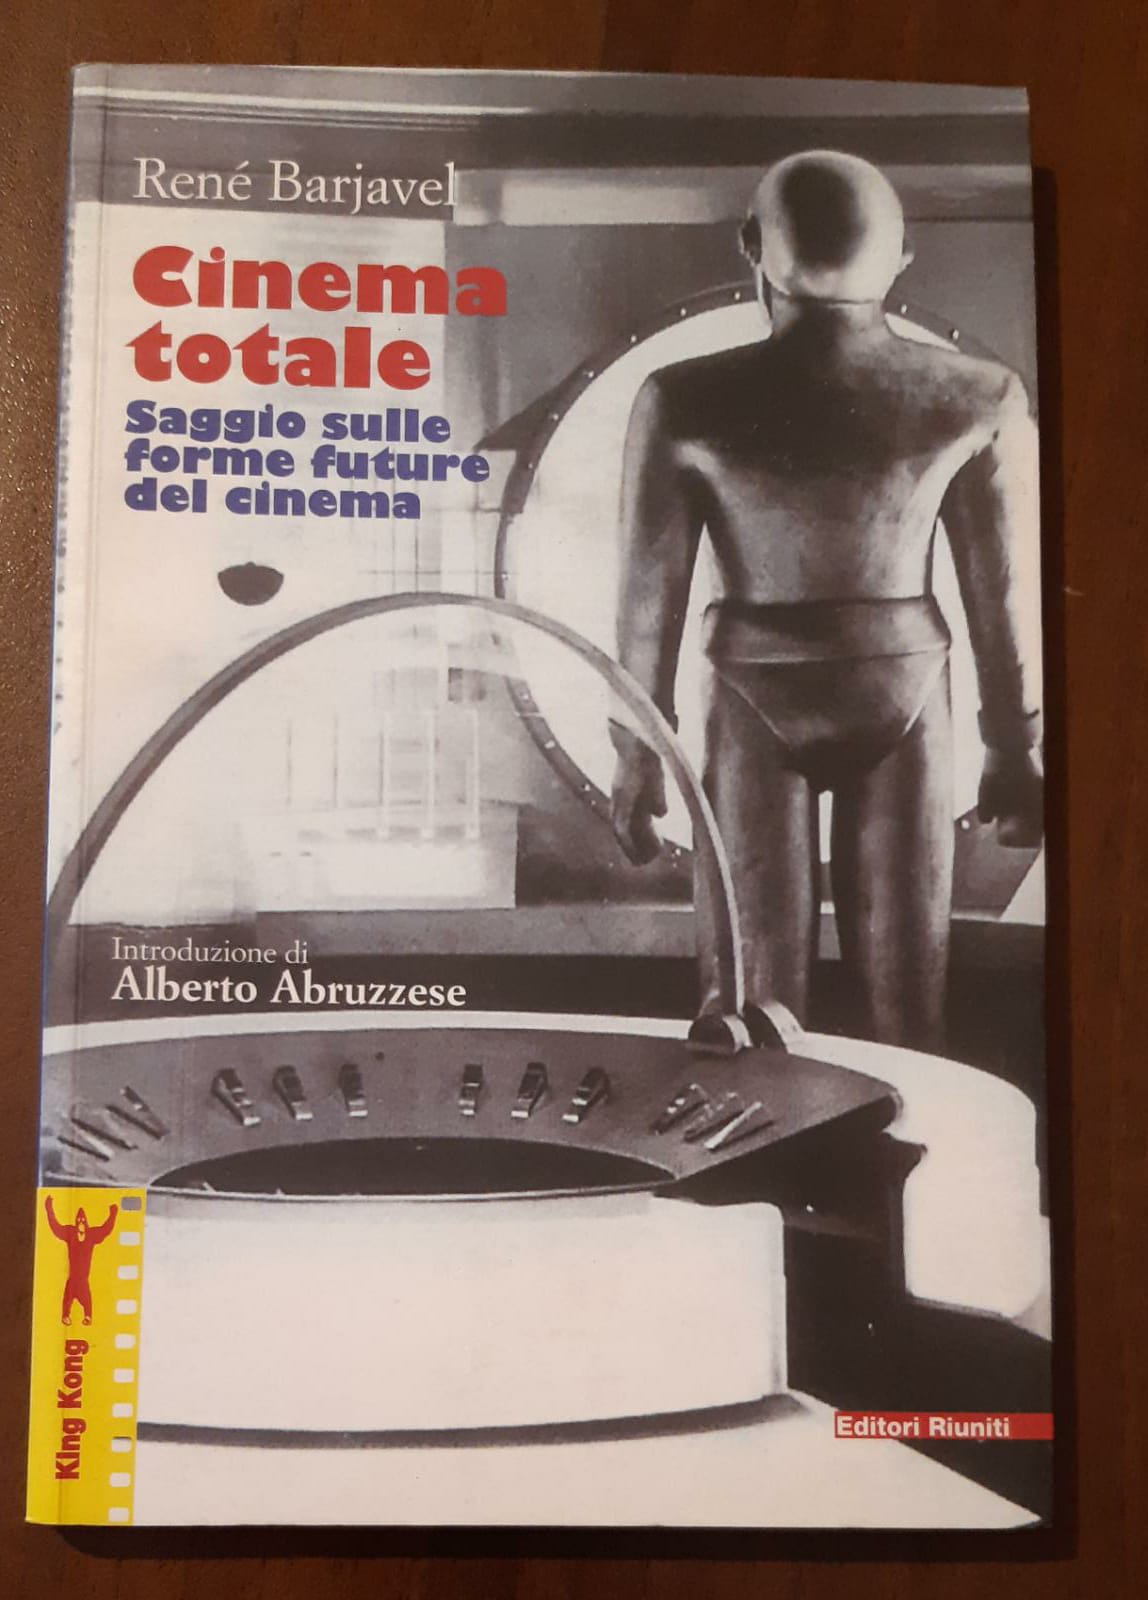 René Barjavel
Cinema
totale
Saggio sulle
forme future
del cinema
Introduzione di
Alberto Abruzzese
King Kong
Editori Riuniti